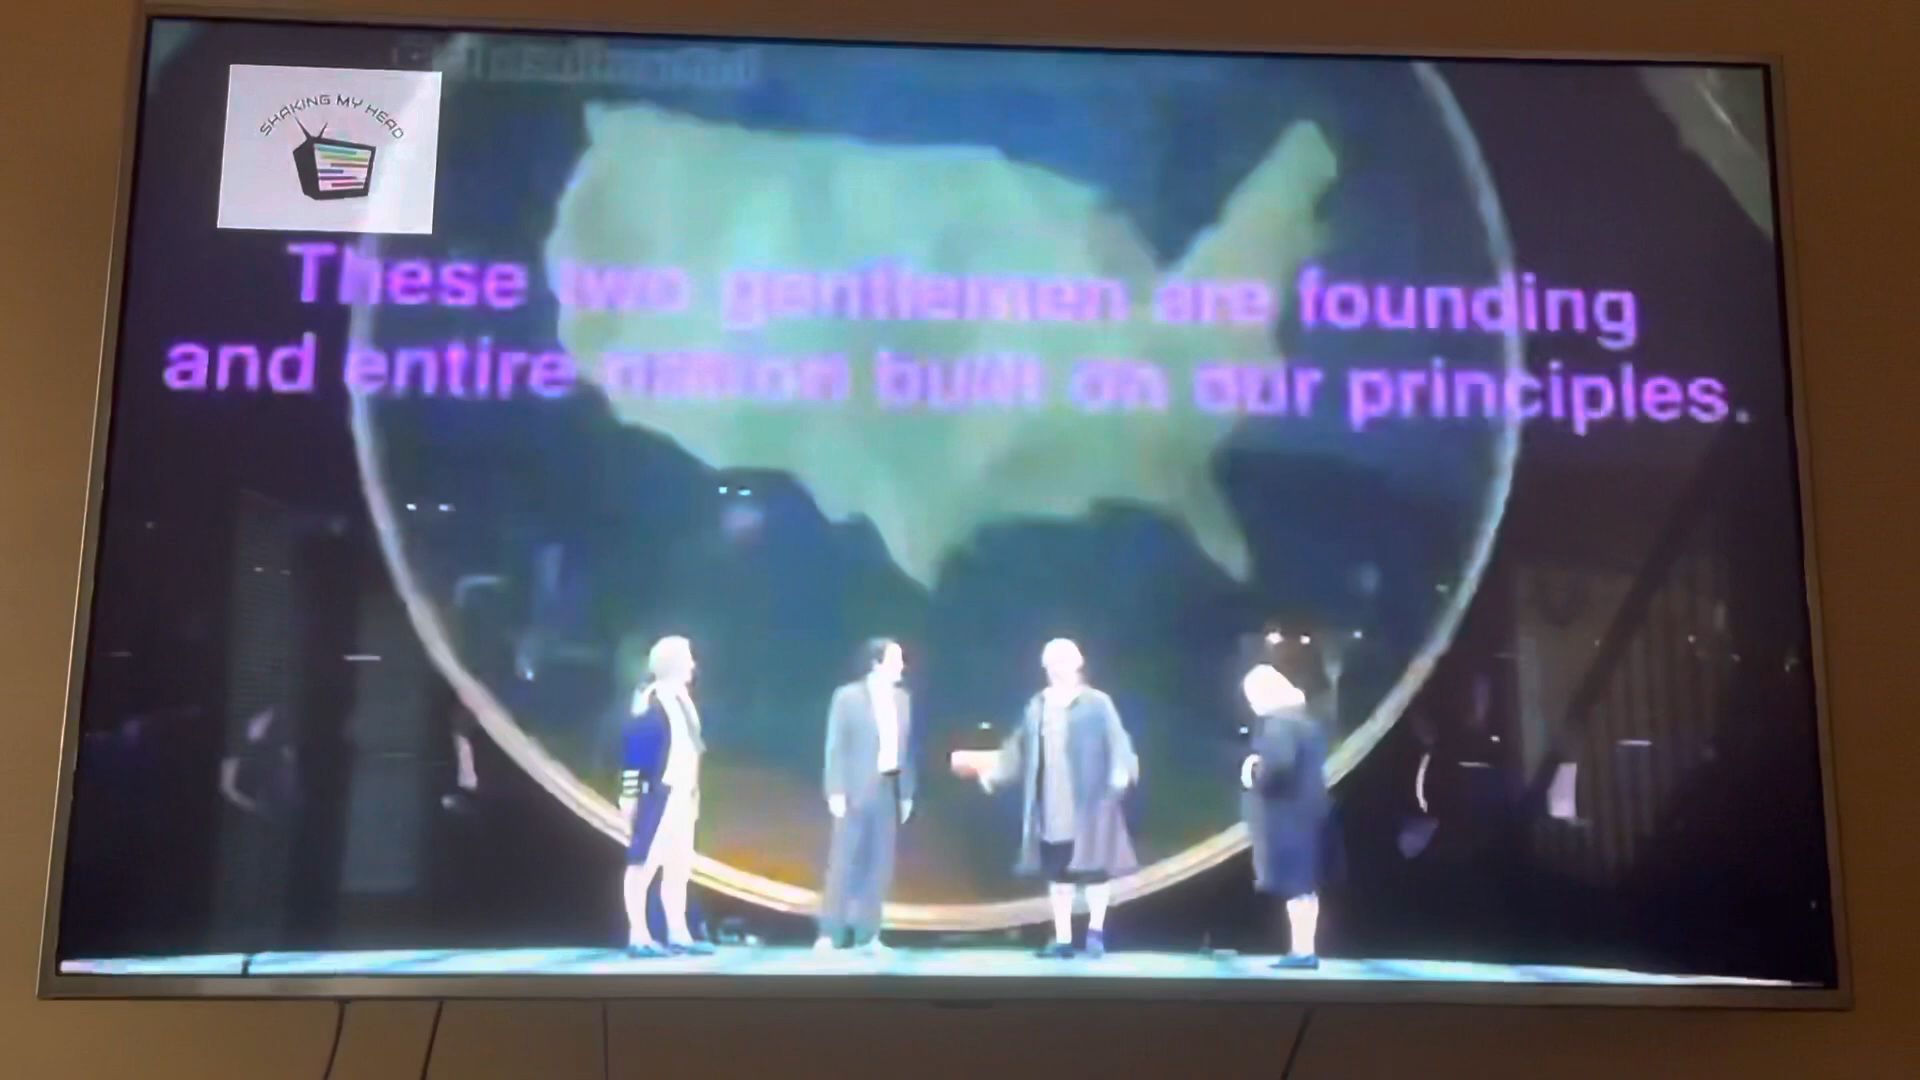 SHAKING MY HEAD
These two gentlemen are founding
and entire nation built on our principles.